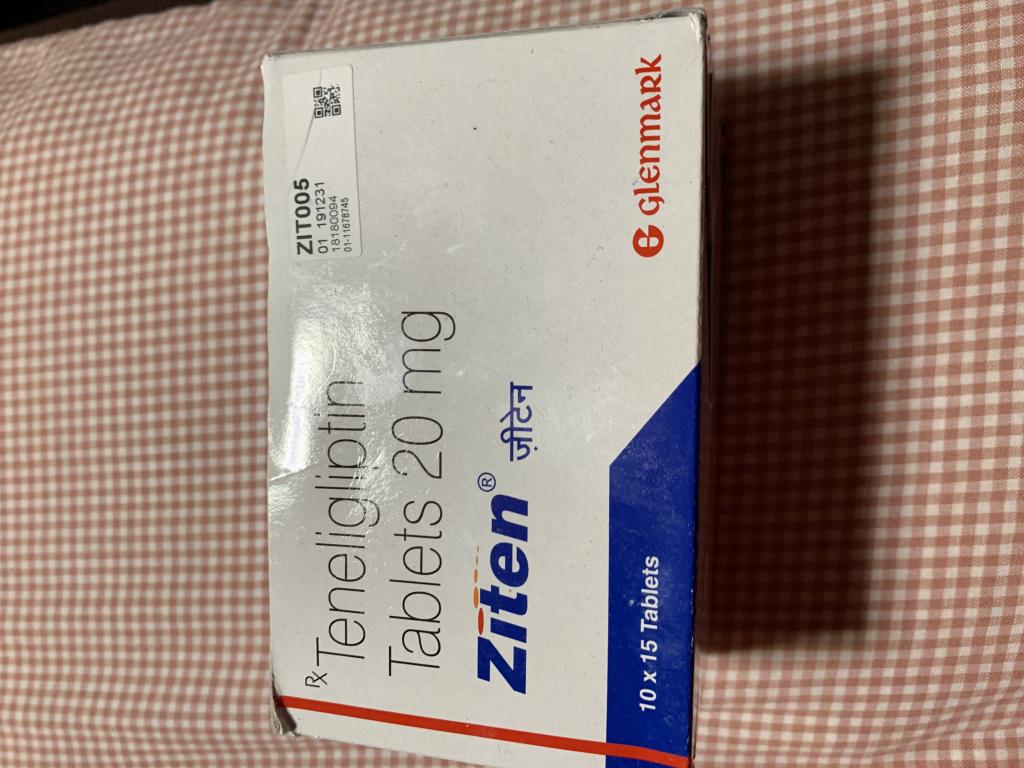 ℞ Teneligliptin
Tablets 20 mg
Ziten® ज़ीटेन
10 x 15 Tablets
ZIT005
01 191231
18180094
01-11678745
G Glenmark